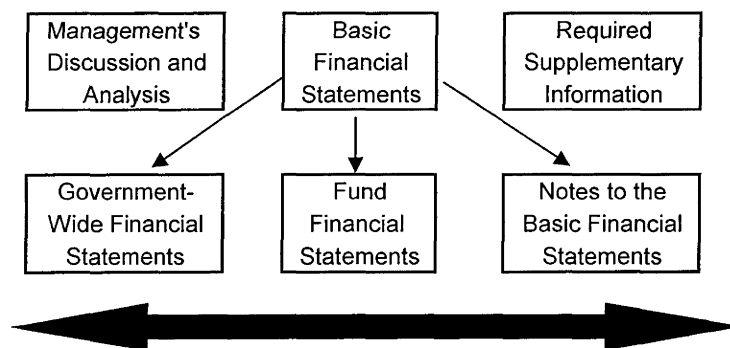 Management's
Discussion and
Analysis
Basic
Financial
Statements
Required
Supplementary
Information
Government-
Wide Financial
Statements
Fund
Financial
Statements
Notes to the
Basic Financial
Statements